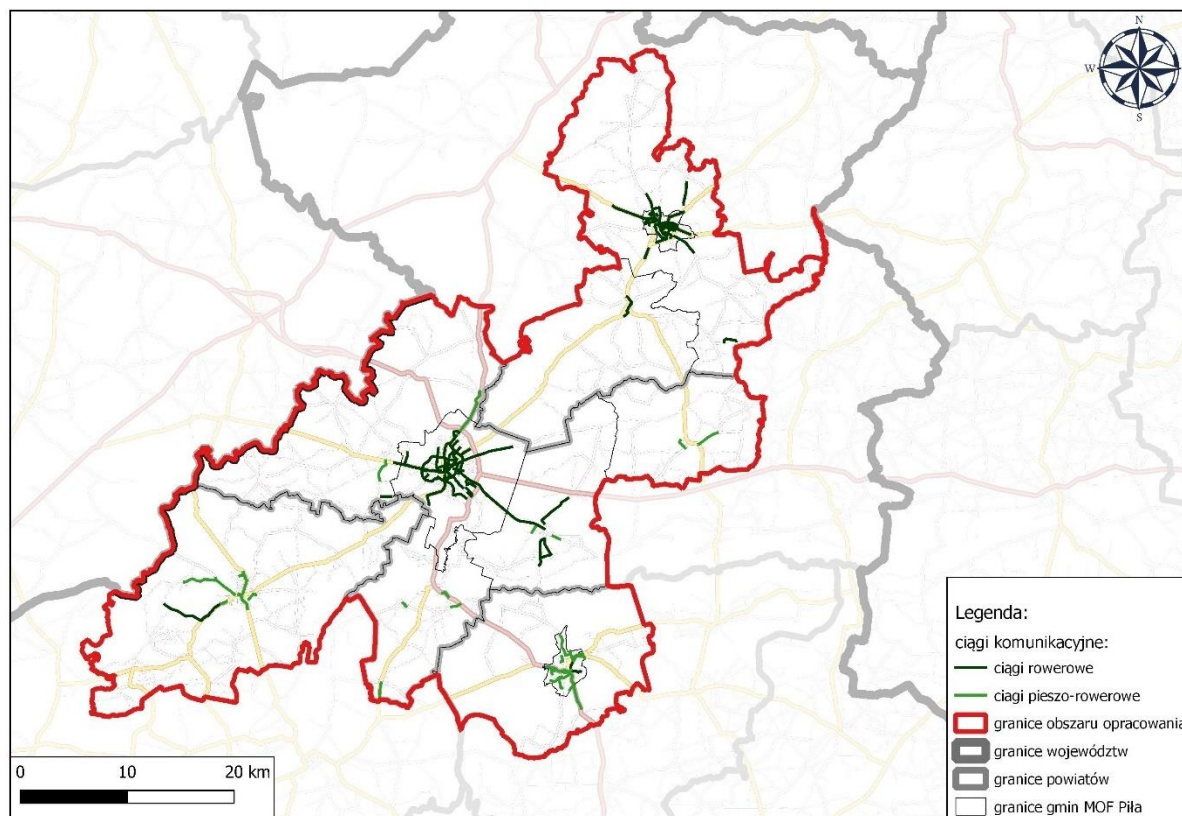 N
W
S
Legenda:
ciągi komunikacyjne:
ciągi rowerowe
ciągi pieszo-rowerowe
granice obszaru opracowania
granice województw
granice powiatów
granice gmin MOF Piła
0 10 20 km